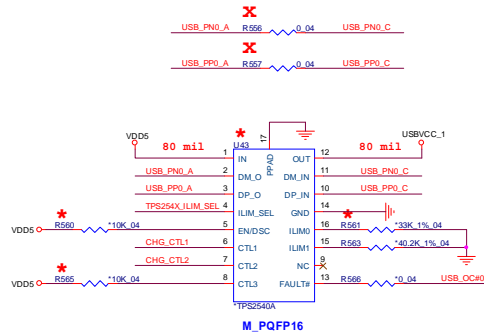 X
USB_PN0_A R556 0_04 USB_PN0_C
X
USB_PP0_A R557 0_04 USB_PP0_C
VDD5 80 mil * U43 17 80 mil USBVCC_1
1 IN PPAD OUT 12
USB_PN0_A 2 DM_O DM_IN 11 USB_PN0_C
USB_PP0_A 3 DP_O DP_IN 10 USB_PP0_C
TPS254X_ILIM_SEL 4 ILIM_SEL GND 14
VDD5 * R560 *10K_04 5 EN/DSC ILIM0 16 * R561 *33K_1%_04
CHG_CTL1 6 CTL1 ILIM1 15 R563 *40.2K_1%_04
CHG_CTL2 7 CTL2 NC 9
VDD5 * R565 *10K_04 8 CTL3 FAULT# 13 R566 *0_04 USB_OC#0
*TPS2540A
M_PQFP16